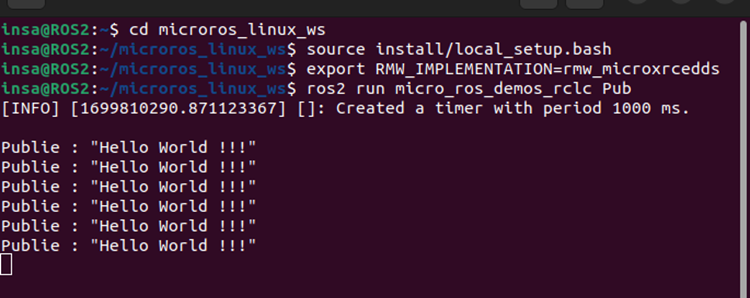 insa@ROS2:~$ cd microros_linux_ws
insa@ROS2:~/microros_linux_ws$ source install/local_setup.bash
insa@ROS2:~/microros_linux_ws$ export RMW_IMPLEMENTATION=rmw_microxrcedds
insa@ROS2:~/microros_linux_ws$ ros2 run micro_ros_demos_rclc Pub
[INFO] [1699810290.871123367] []: Created a timer with period 1000 ms.
Publie : "Hello World !!!"
Publie : "Hello World !!!"
Publie : "Hello World !!!"
Publie : "Hello World !!!"
Publie : "Hello World !!!"
Publie : "Hello World !!!"